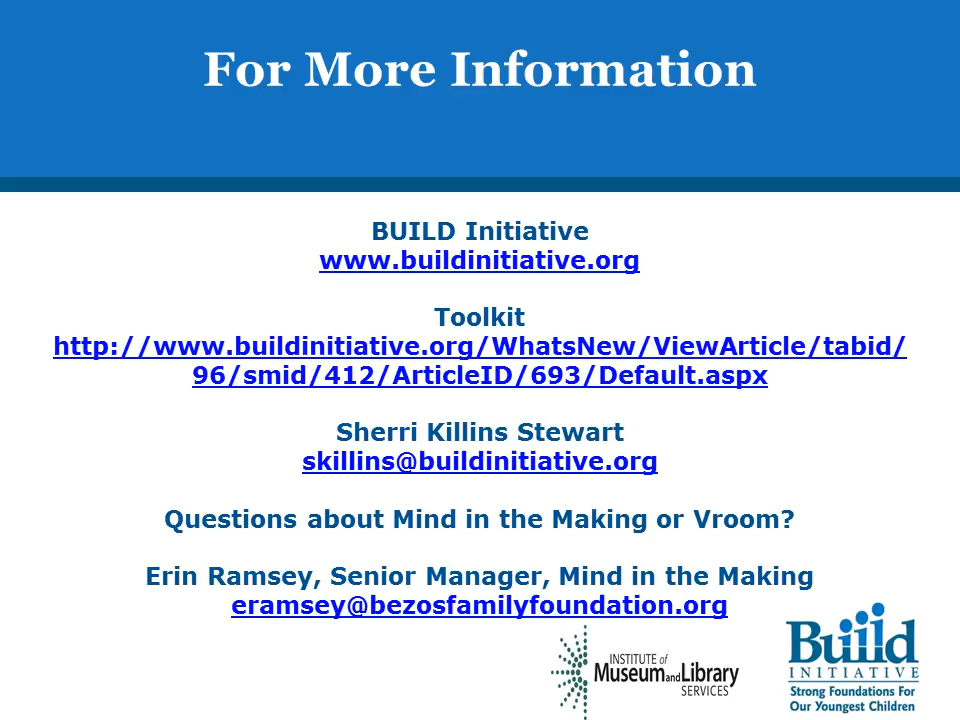 For More Information
BUILD Initiative
www.buildinitiative.org
Toolkit
http://www.buildinitiative.org/WhatsNew/ViewArticle/tabid/
96/smid/412/ArticleID/693/Default.aspx
Sherri Killins Stewart
skillins@buildinitiative.org
Questions about Mind in the Making or Vroom?
Erin Ramsey, Senior Manager, Mind in the Making
eramsey@bezosfamilyfoundation.org
INSTITUTE of
Museum and Library
SERVICES
Build
INITIATIVE
Strong Foundations For
Our Youngest Children